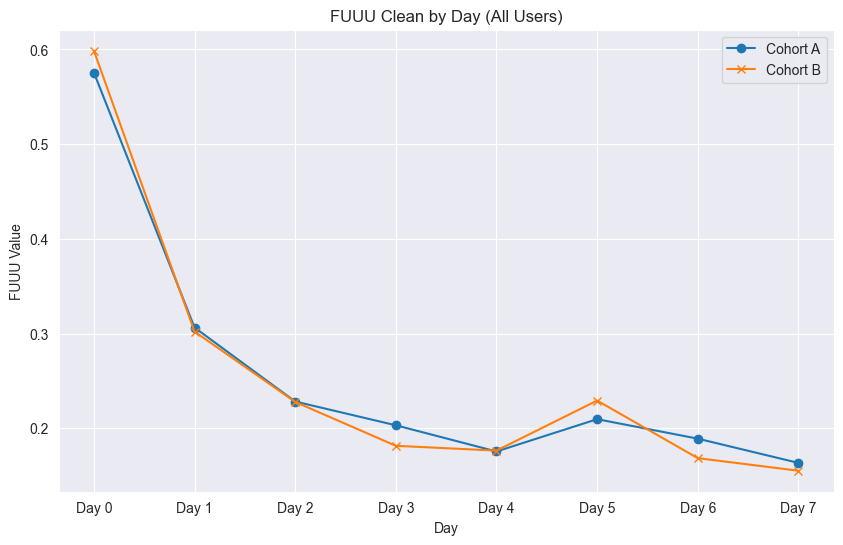 FUUU Clean by Day (All Users)
Cohort A
Cohort B
FUUU Value
0.6
0.5
0.4
0.3
0.2
Day 0 Day 1 Day 2 Day 3 Day 4 Day 5 Day 6 Day 7
Day